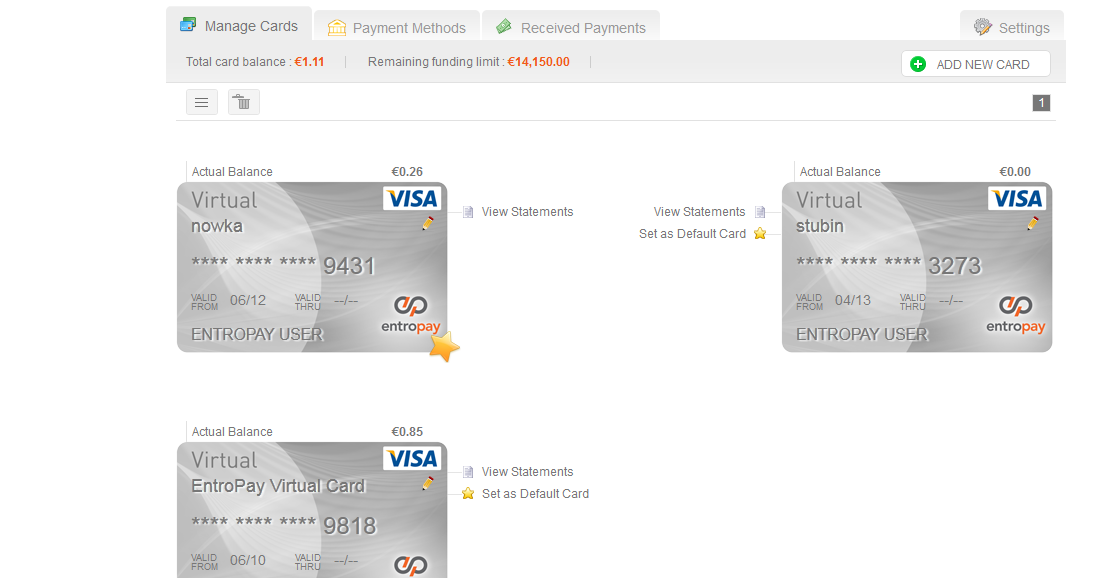 Manage Cards
Payment Methods
Received Payments
Settings
Total card balance : €1.11
Remaining funding limit : €14,150.00
ADD NEW CARD
1
Actual Balance €0.26
Virtual
VISA
nowka
**** **** **** 9431
VALID FROM 06/12 VALID THRU --/--
entropay
ENTROPAY USER
View Statements
Actual Balance €0.00
View Statements
Set as Default Card
Virtual
VISA
stubin
**** **** **** 3273
VALID FROM 04/13 VALID THRU --/--
entropay
ENTROPAY USER
Actual Balance €0.85
Virtual
VISA
EntroPay Virtual Card
**** **** **** 9818
VALID FROM 06/10 VALID THRU --/--
View Statements
Set as Default Card